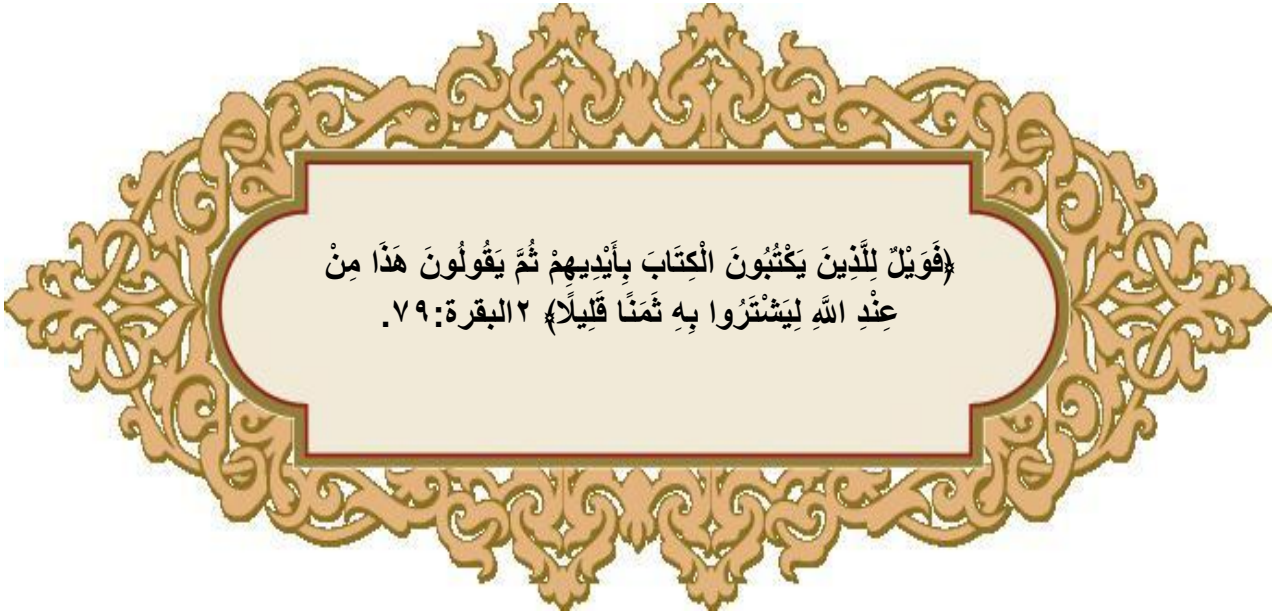 ﴿فَوَيْلٌ لِلَّذِينَ يَكْتُبُونَ الْكِتَابَ بِأَيْدِيهِمْ ثُمَّ يَقُولُونَ هَذَا مِنْ
عِنْدِ اللَّهِ لِيَشْتَرُوا بِهِ ثَمَنًا قَلِيلًا﴾ ٢البقرة:٧٩.